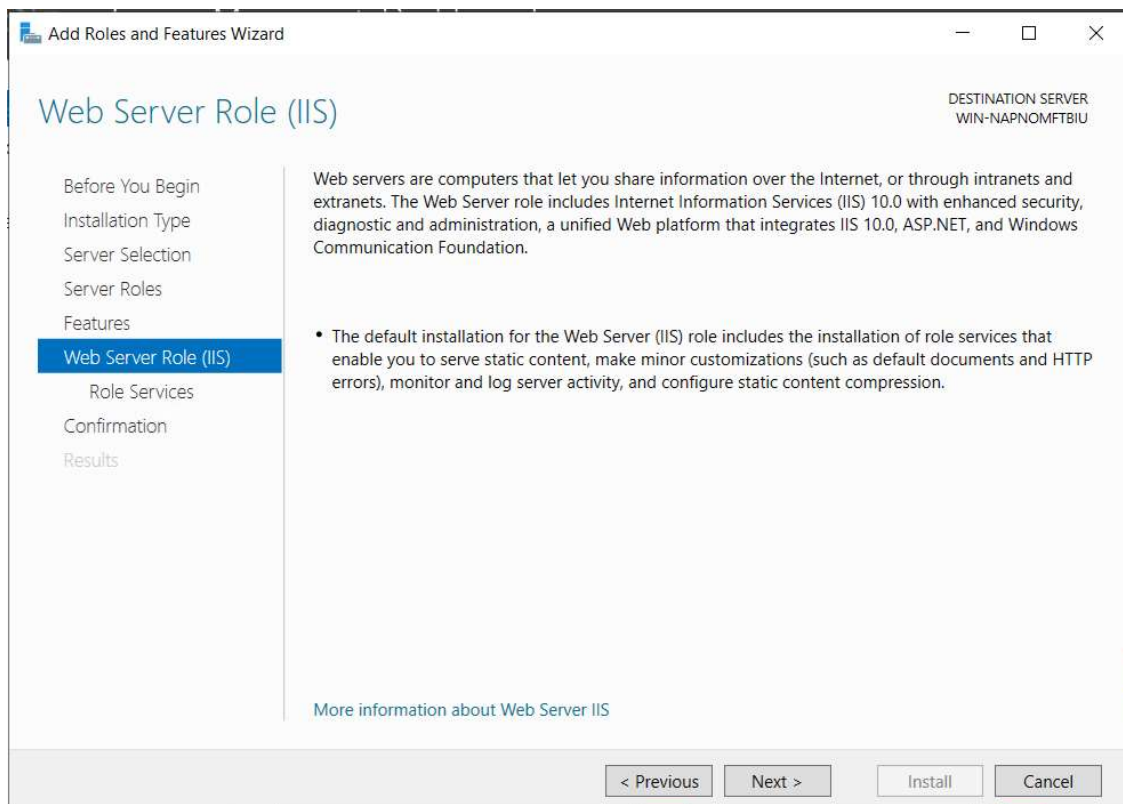 Add Roles and Features Wizard
Web Server Role (IIS)
DESTINATION SERVER
WIN-NAPNOMFTBIU
Before You Begin
Installation Type
Server Selection
Server Roles
Features
Web Server Role (IIS)
Role Services
Confirmation
Results
Web servers are computers that let you share information over the Internet, or through intranets and
extranets. The Web Server role includes Internet Information Services (IIS) 10.0 with enhanced security,
diagnostic and administration, a unified Web platform that integrates IIS 10.0, ASP.NET, and Windows
Communication Foundation.
• The default installation for the Web Server (IIS) role includes the installation of role services that
enable you to serve static content, make minor customizations (such as default documents and HTTP
errors), monitor and log server activity, and configure static content compression.
More information about Web Server IIS
< Previous
Next >
Install
Cancel